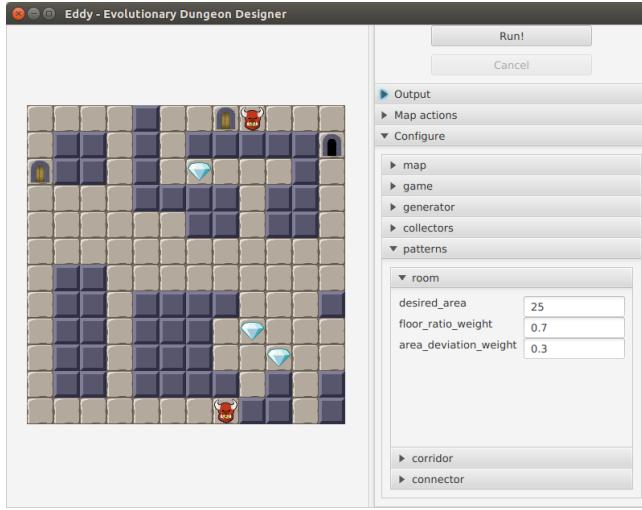 Eddy - Evolutionary Dungeon Designer
Run!
Cancel
Output
Map actions
Configure
map
game
generator
collectors
patterns
room
desired_area 25
floor_ratio_weight 0.7
area_deviation_weight 0.3
corridor
connector